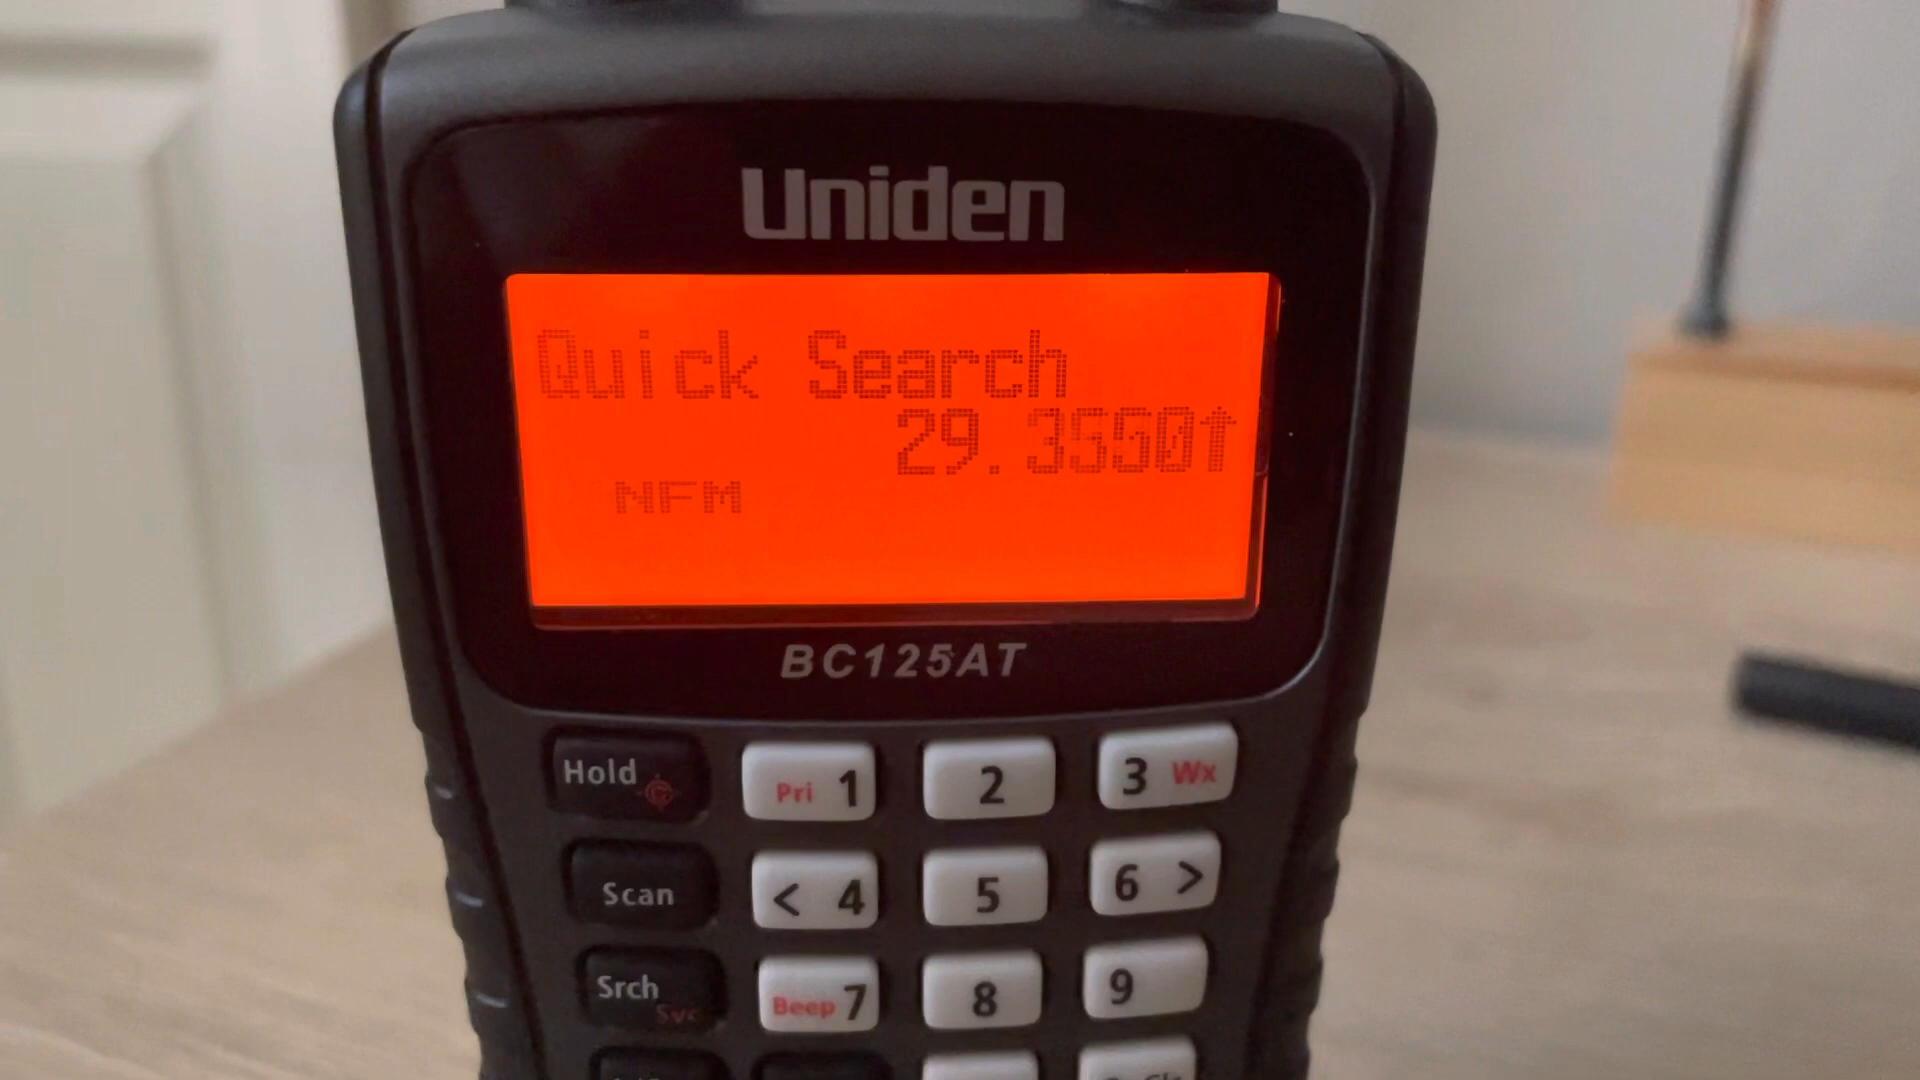 Uniden
Quick Search
29.3550↑
NFM
BC125AT
Hold
Pri 1
2
3 Wx
Scan
< 4
5
6 >
Srch
Svc
Beep 7
8
9